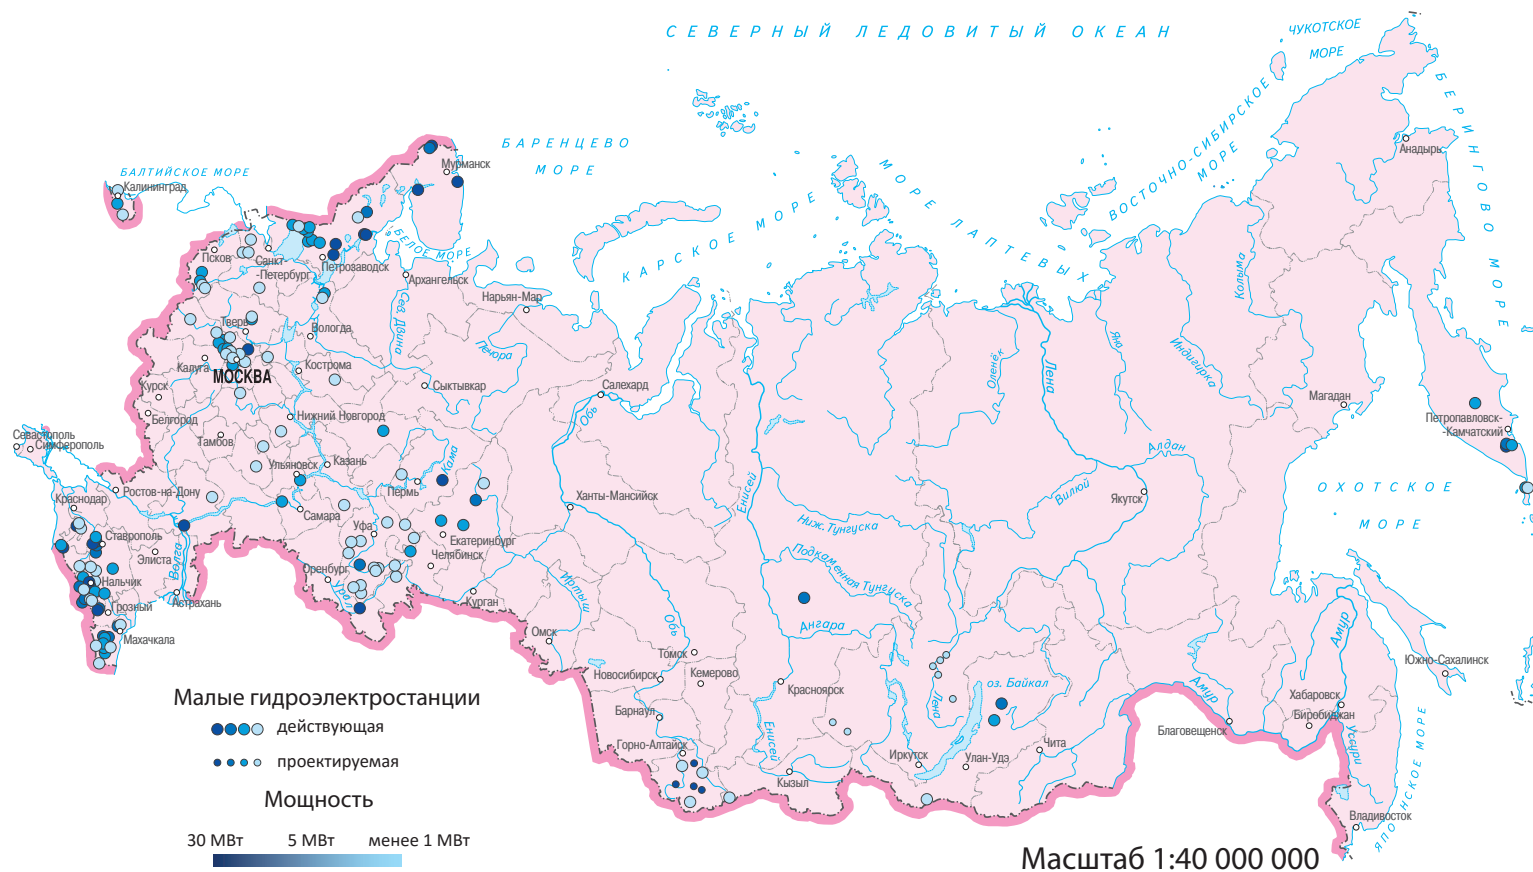 СЕВЕРНЫЙ ЛЕДОВИТЫЙ ОКЕАН
ЧУКОТСКОЕ
МОРЕ
БЕРИНГОВО МОРЕ
ВОСТОЧНО-СИБИРСКОЕ
МОРЕ
Анадырь
БАРЕНЦЕВО
МОРЕ
МОРЕ ЛАПТЕВЫХ
КАРСКОЕ МОРЕ
БАЛТИЙСКОЕ МОРЕ
Калининград
Мурманск
БЕЛОЕ МОРЕ
Псков
Санкт
-Петербург
Петрозаводск
Архангельск
Нарьян-Мар
Сев. Двина
Печора
Тверь
Вологда
Калуга
МОСКВА
Кострома
Сыктывкар
Салехард
Обь
Курск
Белгород
Нижний Новгород
Тамбов
Севастополь
Симферополь
Ульяновск
Казань
Кама
Пермь
Ханты-Мансийск
Енисей
Ниж. Тунгуска
Подкаменная Тунгуска
Ангара
Оленёк
Лена
Яна
Индигирка
Колыма
Алдан
Вилюй
Якутск
Магадан
Петропавловск-
-Камчатский
ОХОТСКОЕ
МОРЕ
Краснодар
Ростов-на-Дону
Самара
Уфа
Екатеринбург
Челябинск
Ставрополь
Элиста
Волга
Оренбург
Урал
Нальчик
Грозный
Астрахань
Махачкала
Курган
Иртыш
Омск
Обь
Томск
Новосибирск
Кемерово
Барнаул
Горно-Алтайск
Красноярск
Енисей
Кызыл
Лена
оз. Байкал
Иркутск
Улан-Удэ
Чита
Амур
Благовещенск
Амур
Хабаровск
Биробиджан
Уссури
Южно-Сахалинск
ЯПОНСКОЕ МОРЕ
Владивосток
Малые гидроэлектростанции
действующая
проектируемая
Мощность
30 МВт 5 МВт менее 1 МВт
Масштаб 1:40 000 000